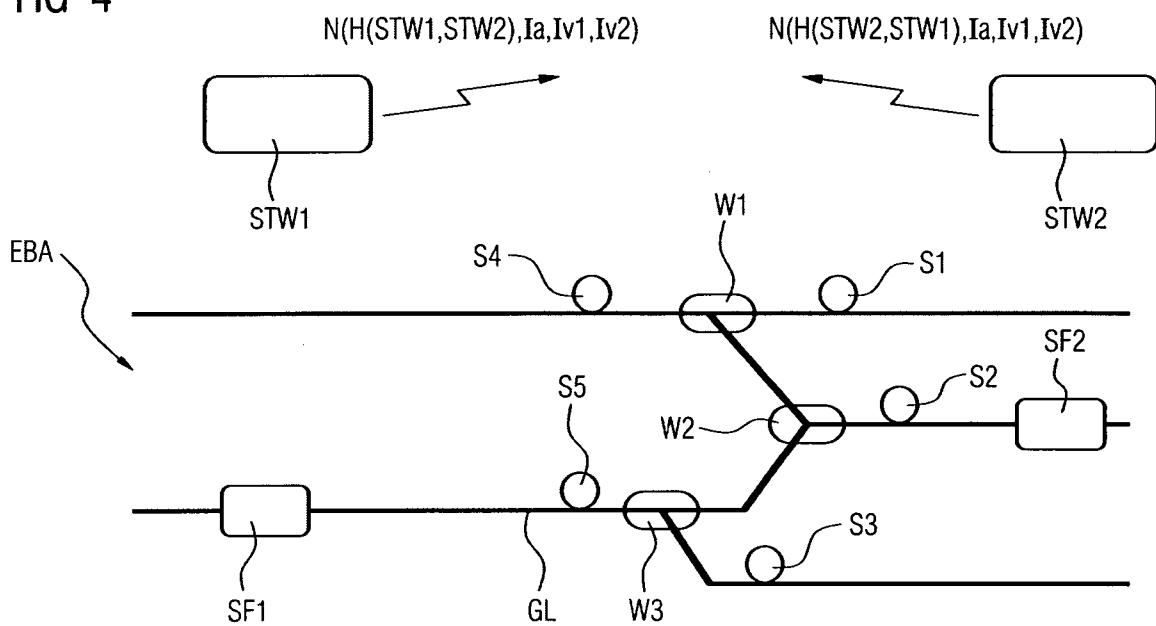 FIG 4
N(H(STW1,STW2),Ia,Iv1,Iv2) N(H(STW2,STW1),Ia,Iv1,Iv2)
STW1 STW2
W1
EBA S4 S1
SF2
S5 S2
W2
S3
SF1 GL W3